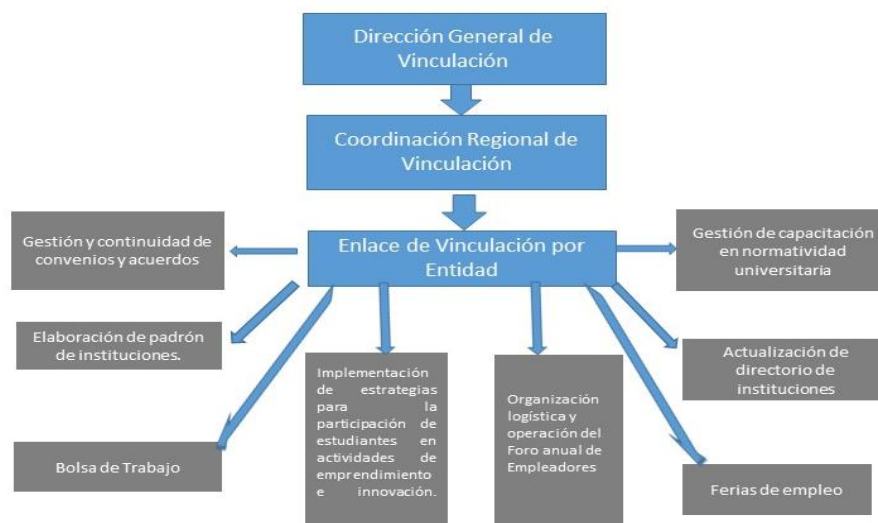 Dirección General de
Vinculación
Coordinación Regional de
Vinculación
Enlace de Vinculación por
Entidad
Gestión y continuidad de
convenios y acuerdos
Gestión de capacitación
en normatividad
universitaria
Elaboración de padrón
de instituciones.
Actualización de
directorio de
instituciones
Bolsa de Trabajo
Implementación
de estrategias
para la
participación de
estudiantes en
actividades de
emprendimiento
e innovación.
Organización
logística y
operación del
Foro anual de
Empleadores
Ferias de empleo